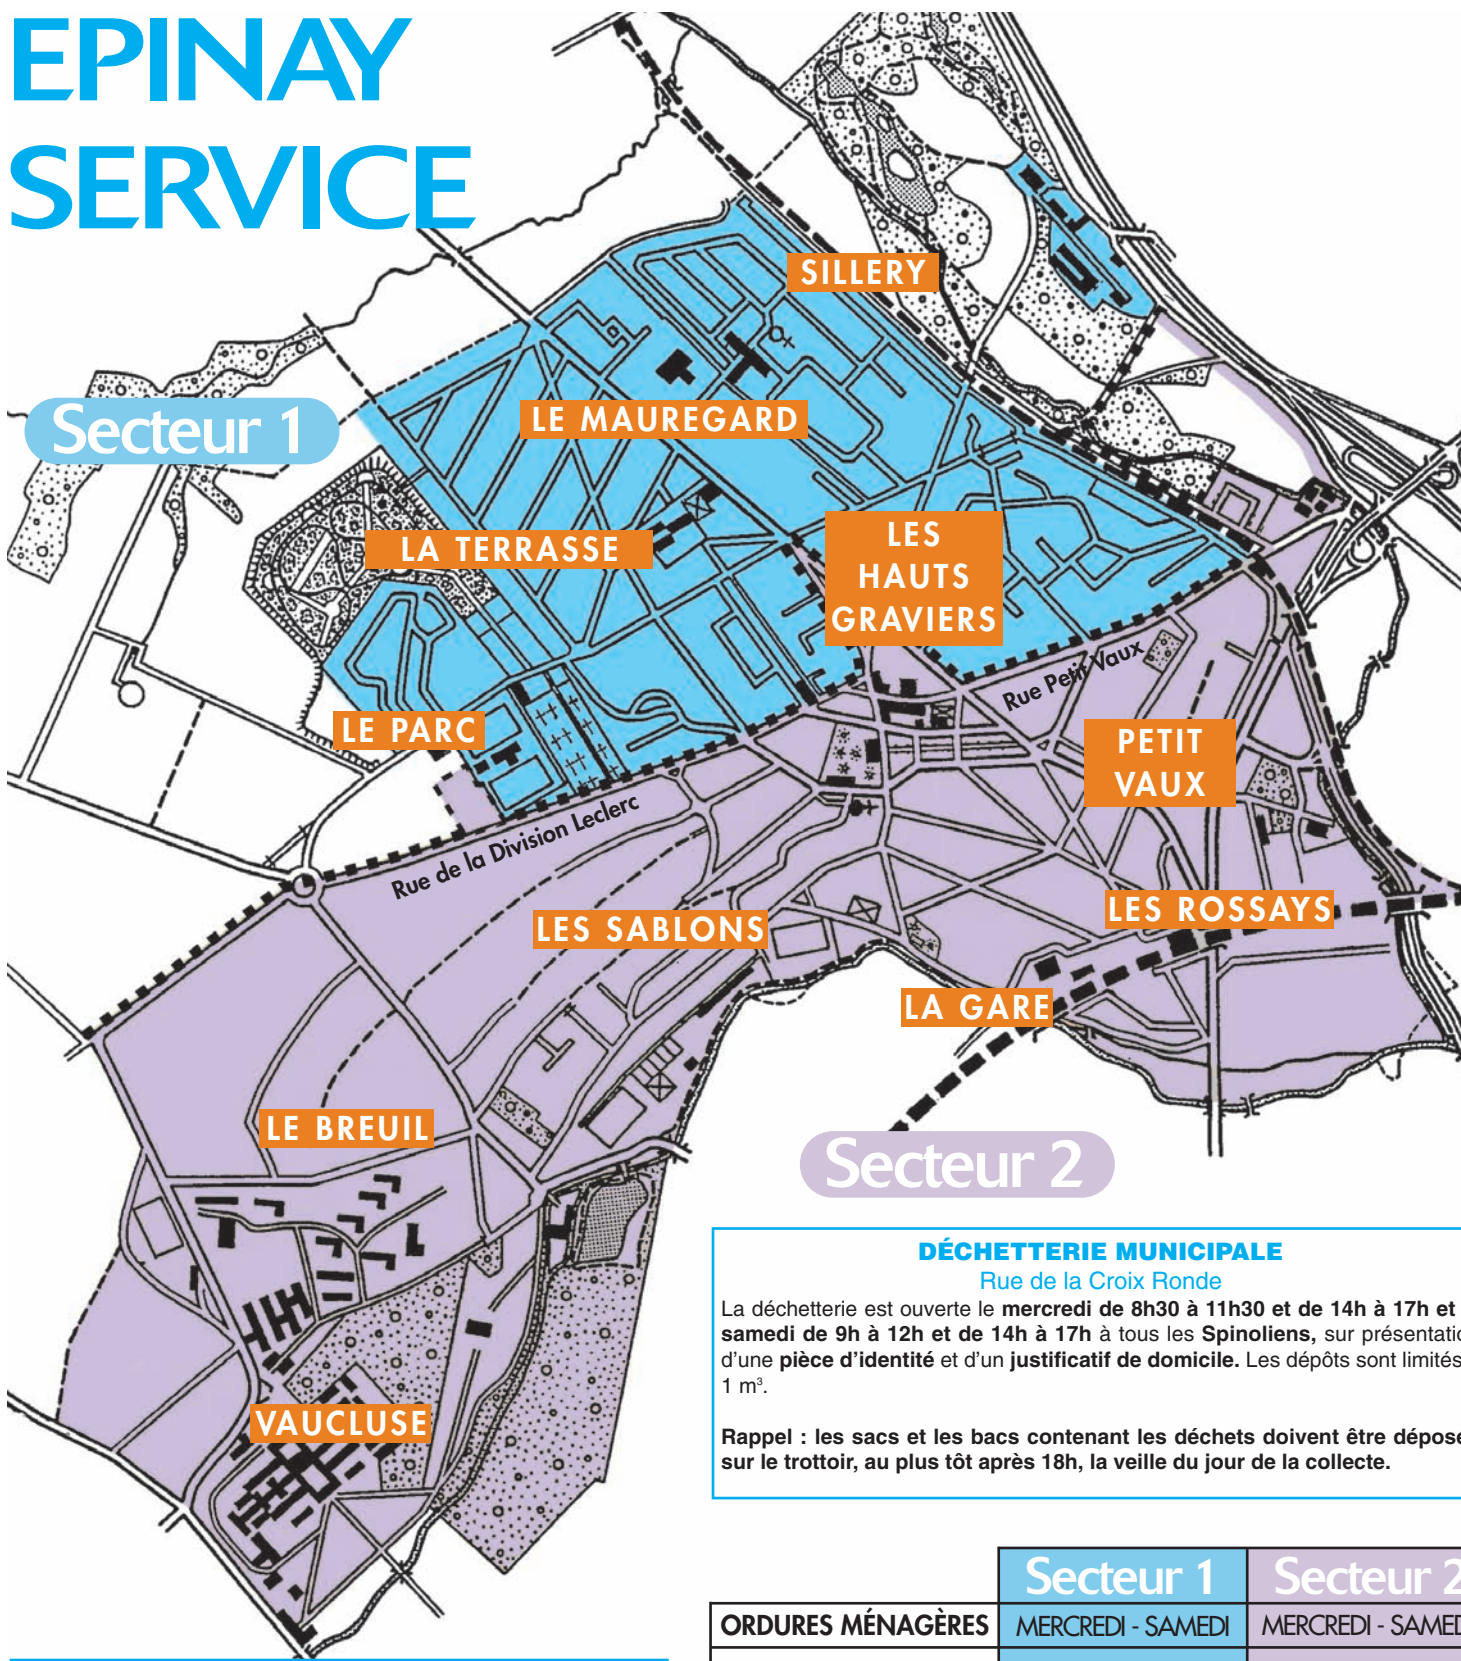 EPINAY
SERVICE
SILLERY
Secteur 1
LE MAUREGARD
LA TERRASSE
LES
HAUTS
GRAVIERS
Rue Petit Vaux
LE PARC
PETIT
VAUX
Rue de la Division Leclerc
LES SABLONS
LES ROSSAYS
LA GARE
LE BREUIL
Secteur 2
DÉCHETTERIE MUNICIPALE
Rue de la Croix Ronde
La déchetterie est ouverte le mercredi de 8h30 à 11h30 et de 14h à 17h et
samedi de 9h à 12h et de 14h à 17h à tous les Spinoliens, sur présentatio
d'une pièce d'identité et d'un justificatif de domicile. Les dépôts sont limités
1 m³.
VAUCLUSE
Rappel : les sacs et les bacs contenant les déchets doivent être dépose
sur le trottoir, au plus tôt après 18h, la veille du jour de la collecte.
Secteur 1 Secteur 2
ORDURES MÉNAGÈRES MERCREDI - SAMEDI MERCREDI - SAMED